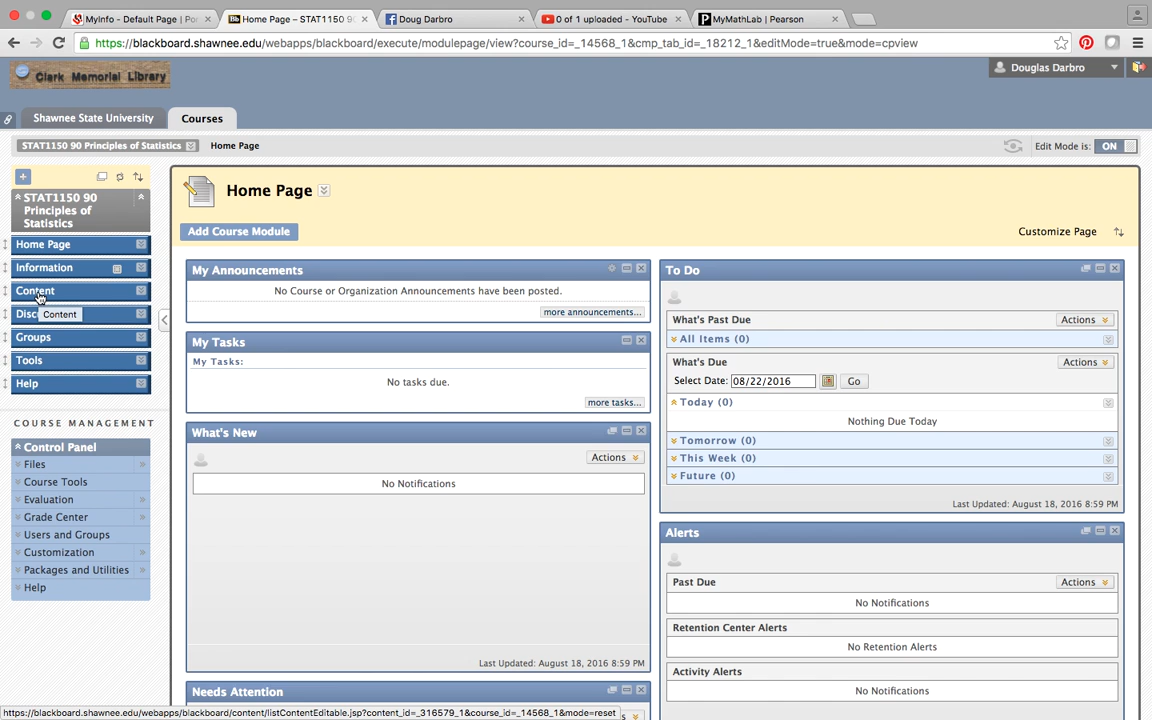 MyInfo - Default Page | Po
Home Page – STAT1150 90
Doug Darbro
0 of 1 uploaded - YouTube
MyMathLab | Pearson
https://blackboard.shawnee.edu/webapps/blackboard/execute/modulepage/view?course_id=_14568_1&cmp_tab_id=_18212_1&editMode=true&mode=cpview
Clark Memorial Library
Douglas Darbro
Shawnee State University
Courses
STAT1150 90 Principles of Statistics
Home Page
Edit Mode is: ON
STAT1150 90
Principles of
Statistics
Home Page
Information
Content
Disc
Content
Groups
Tools
Help
COURSE MANAGEMENT
Control Panel
Files
Course Tools
Evaluation
Grade Center
Users and Groups
Customization
Packages and Utilities
Help
Home Page
Add Course Module
Customize Page
My Announcements
No Course or Organization Announcements have been posted.
more announcements...
My Tasks
My Tasks:
No tasks due.
more tasks...
What's New
Actions
No Notifications
Last Updated: August 18, 2016 8:59 PM
Needs Attention
To Do
What's Past Due
Actions
All Items (0)
What's Due
Actions
Select Date: 08/22/2016 Go
Today (0)
Nothing Due Today
Tomorrow (0)
This Week (0)
Future (0)
Last Updated: August 18, 2016 8:59 PM
Alerts
Past Due
Actions
No Notifications
Retention Center Alerts
No Retention Alerts
Activity Alerts
No Notifications
https://blackboard.shawnee.edu/webapps/blackboard/content/listContentEditable.jsp?content_id=_316579_1&course_id=_14568_1&mode=reset